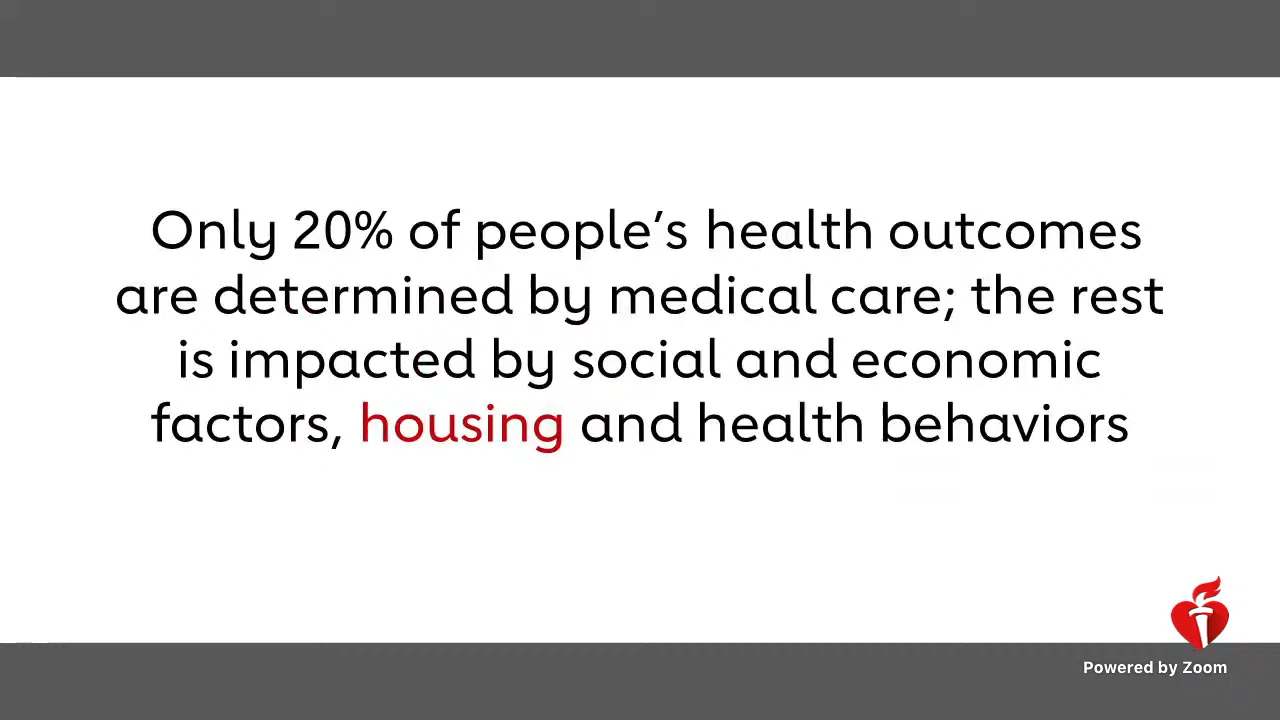 Only 20% of people’s health outcomes
are determined by medical care; the rest
is impacted by social and economic
factors, housing and health behaviors
Powered by Zoom